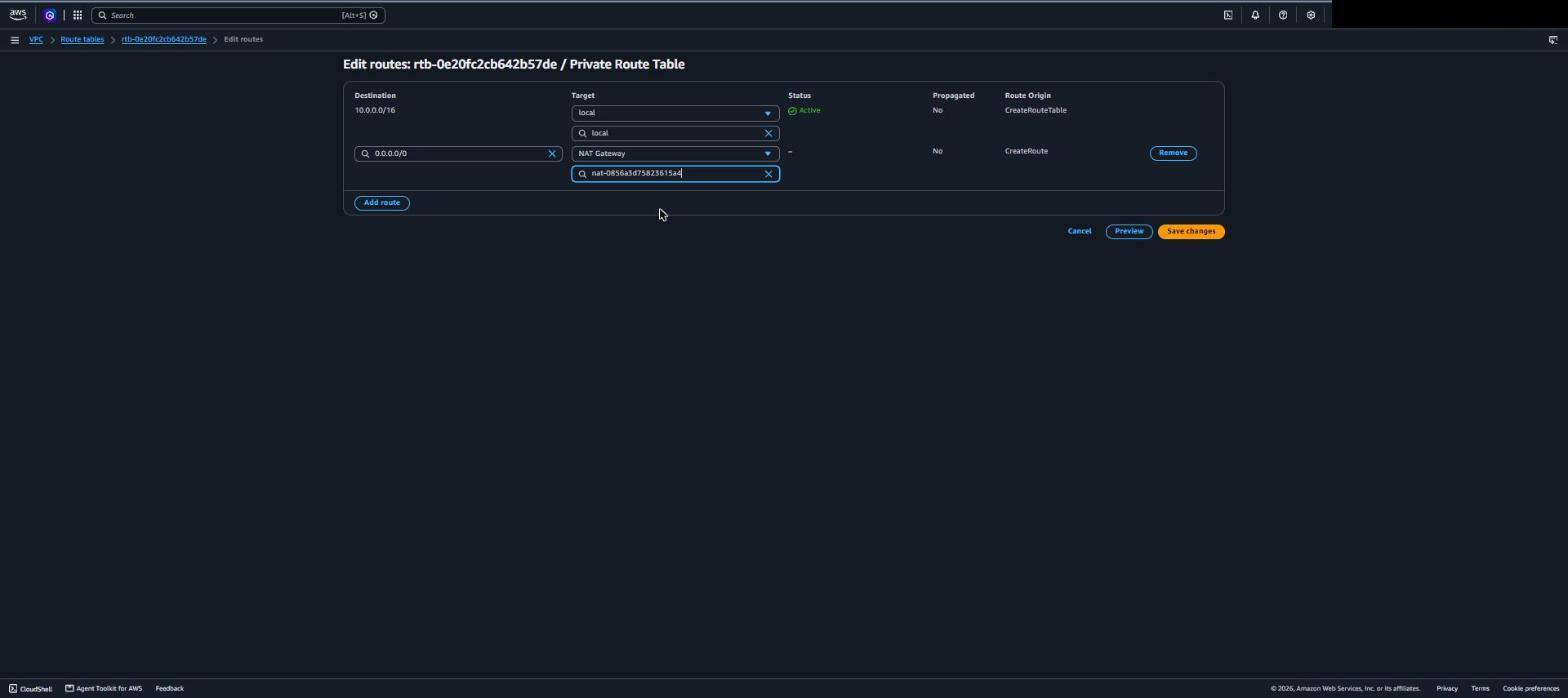 aws
Search [Alt+S]
VPC > Route tables > rtb-0e20fc2cb642b57de > Edit routes
Edit routes: rtb-0e20fc2cb642b57de / Private Route Table
Destination Target Status Propagated Route Origin
10.0.0.0/16 local Active No CreateRouteTable
local
0.0.0.0/0 NAT Gateway – No CreateRoute Remove
nat-0856a3d75823615a4
Add route
Cancel Preview Save changes
CloudShell Agent Toolkit for AWS Feedback © 2026, Amazon Web Services, Inc. or its affiliates. Privacy Terms Cookie preferences